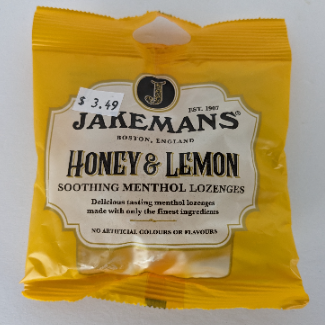 J
$ 3.49
EST. 1907
JAKEMANS®
BOSTON, ENGLAND
HONEY & LEMON
SOOTHING MENTHOL LOZENGES
Delicious tasting menthol lozenges
made with only the finest ingredients
NO ARTIFICIAL COLOURS OR FLAVOURS